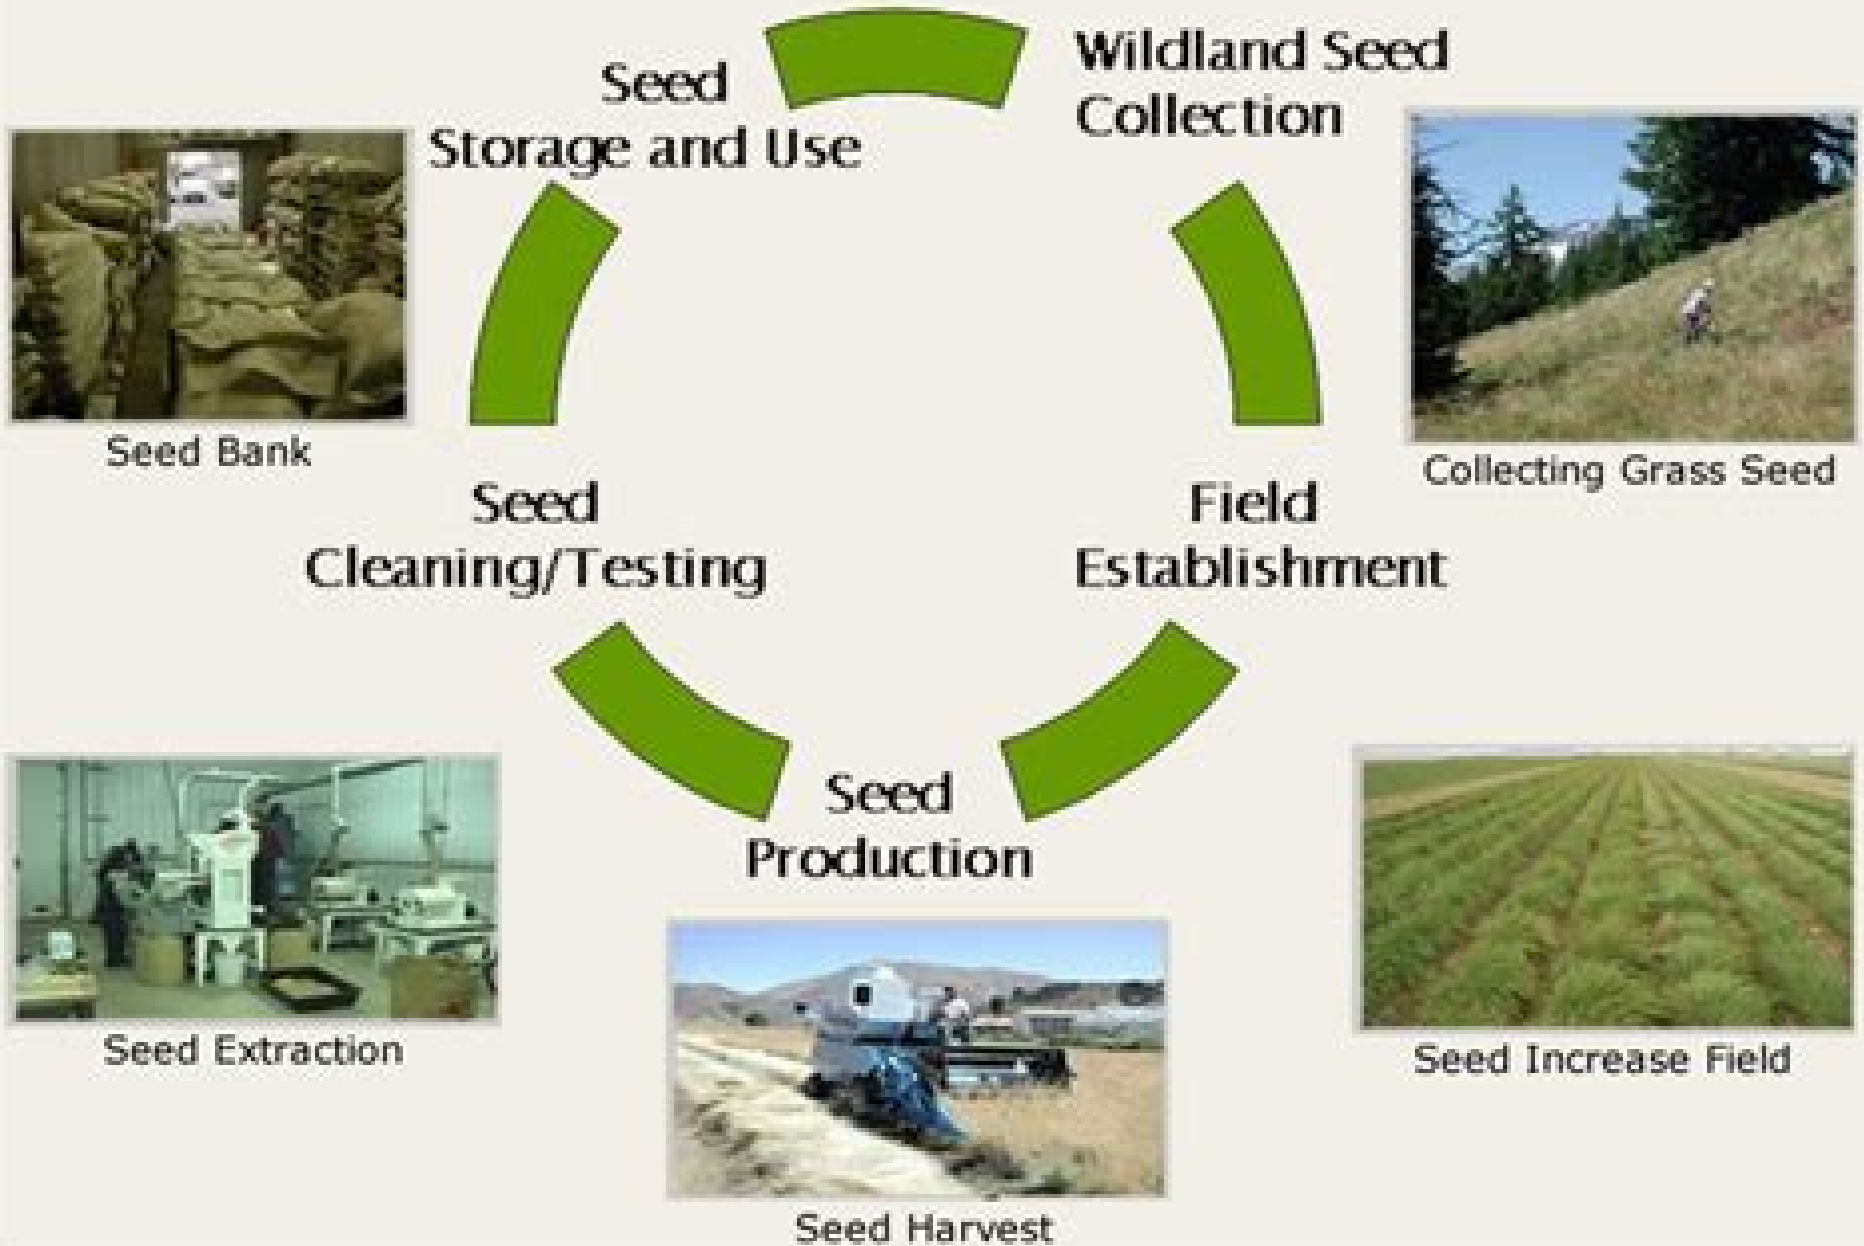 Wildland Seed
Collection
Collecting Grass Seed
Field
Establishment
Seed Increase Field
Seed
Production
Seed Harvest
Seed
Cleaning/Testing
Seed Extraction
Seed
Storage and Use
Seed Bank